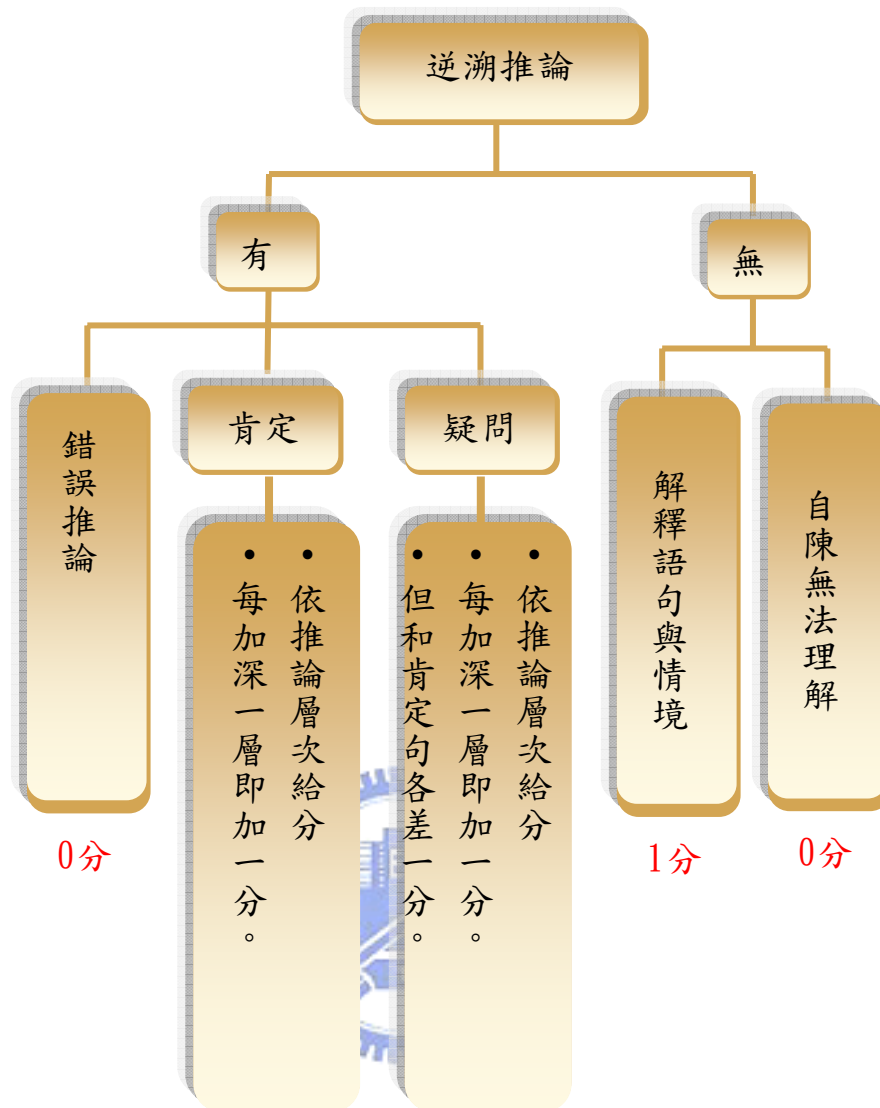 逆溯推論
有
無
錯誤推論
肯定
疑問
解釋語句與情境
自陳無法理解
• 依推論層次給分
• 每加深一層即加一分。
• 依推論層次給分
• 每加深一層即加一分。
• 但和肯定句各差一分。
0分
1分
0分